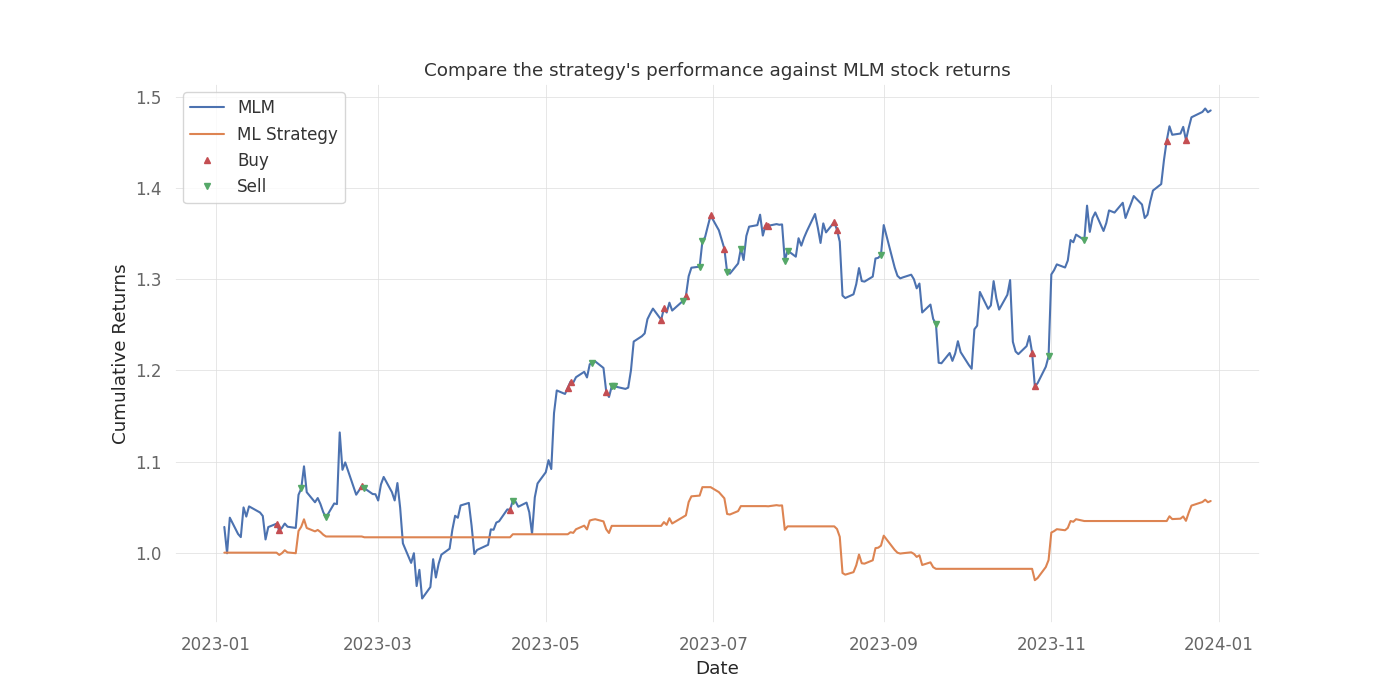 Compare the strategy's performance against MLM stock returns
MLM
ML Strategy
Buy
Sell
Cumulative Returns
1.5
1.4
1.3
1.2
1.1
1.0
2023-01 2023-03 2023-05 2023-07 2023-09 2023-11 2024-01
Date